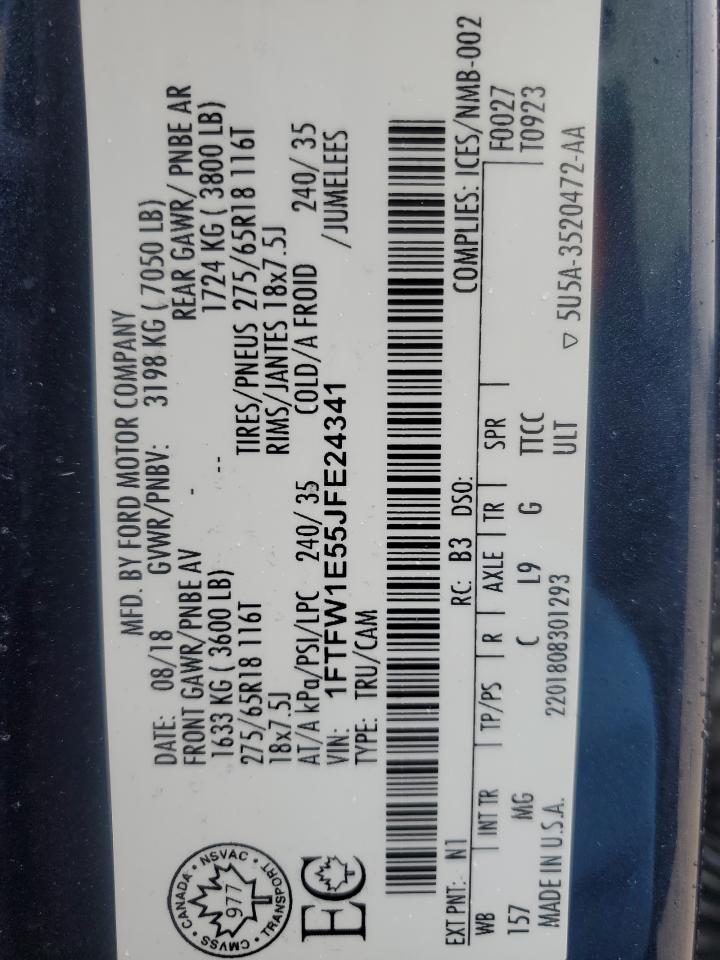 MFD. BY FORD MOTOR COMPANY
DATE: 08/18 GVWR/PNBV: 3198 KG ( 7050 LB)
FRONT GAWR/PNBE AV - REAR GAWR/ PNBE AR
1633 KG ( 3600 LB) -- 1724 KG ( 3800 LB)
275/65R18 116T TIRES/PNEUS 275/65R18 116T
18x7.5J RIMS/JANTES 18x7.5J
AT/A kPa/PSI/LPC 240/ 35 COLD/A FROID 240/ 35
VIN: 1FTFW1E55JFE24341 /JUMELEES
TYPE: TRU/CAM
CANADA • NSVAC • TRANSPORT • CMVSS •
977
EC
COMPLIES: ICES/NMB-002
EXT PNT: N1 RC: B3 DSO: F0027
WB INT TR TP/PS R AXLE TR SPR T0923
157 MG C L9 G TTCC
ULT
MADE IN U.S.A. 2201808301293 ▽ 5U5A-3520472-AA